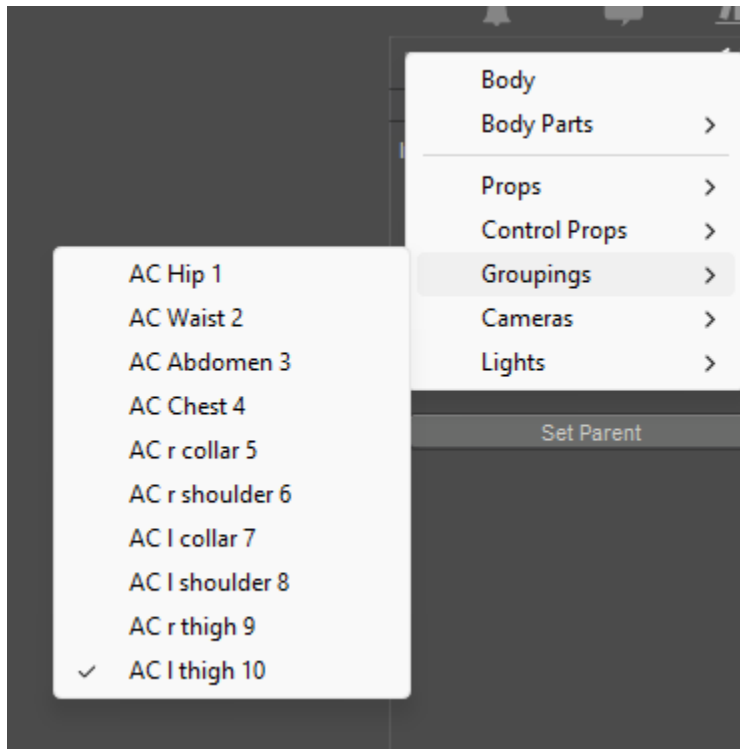 Body
Body Parts
Props
Control Props
Groupings
Cameras
Lights
Set Parent
AC Hip 1
AC Waist 2
AC Abdomen 3
AC Chest 4
AC r collar 5
AC r shoulder 6
AC l collar 7
AC l shoulder 8
AC r thigh 9
AC l thigh 10